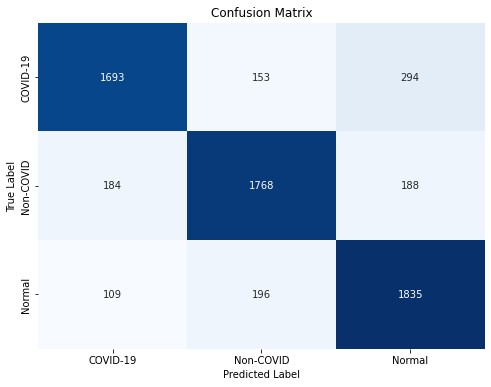 Confusion Matrix
True Label
COVID-19
1693 153 294
Non-COVID
184 1768 188
Normal
109 196 1835
COVID-19 Non-COVID Normal
Predicted Label